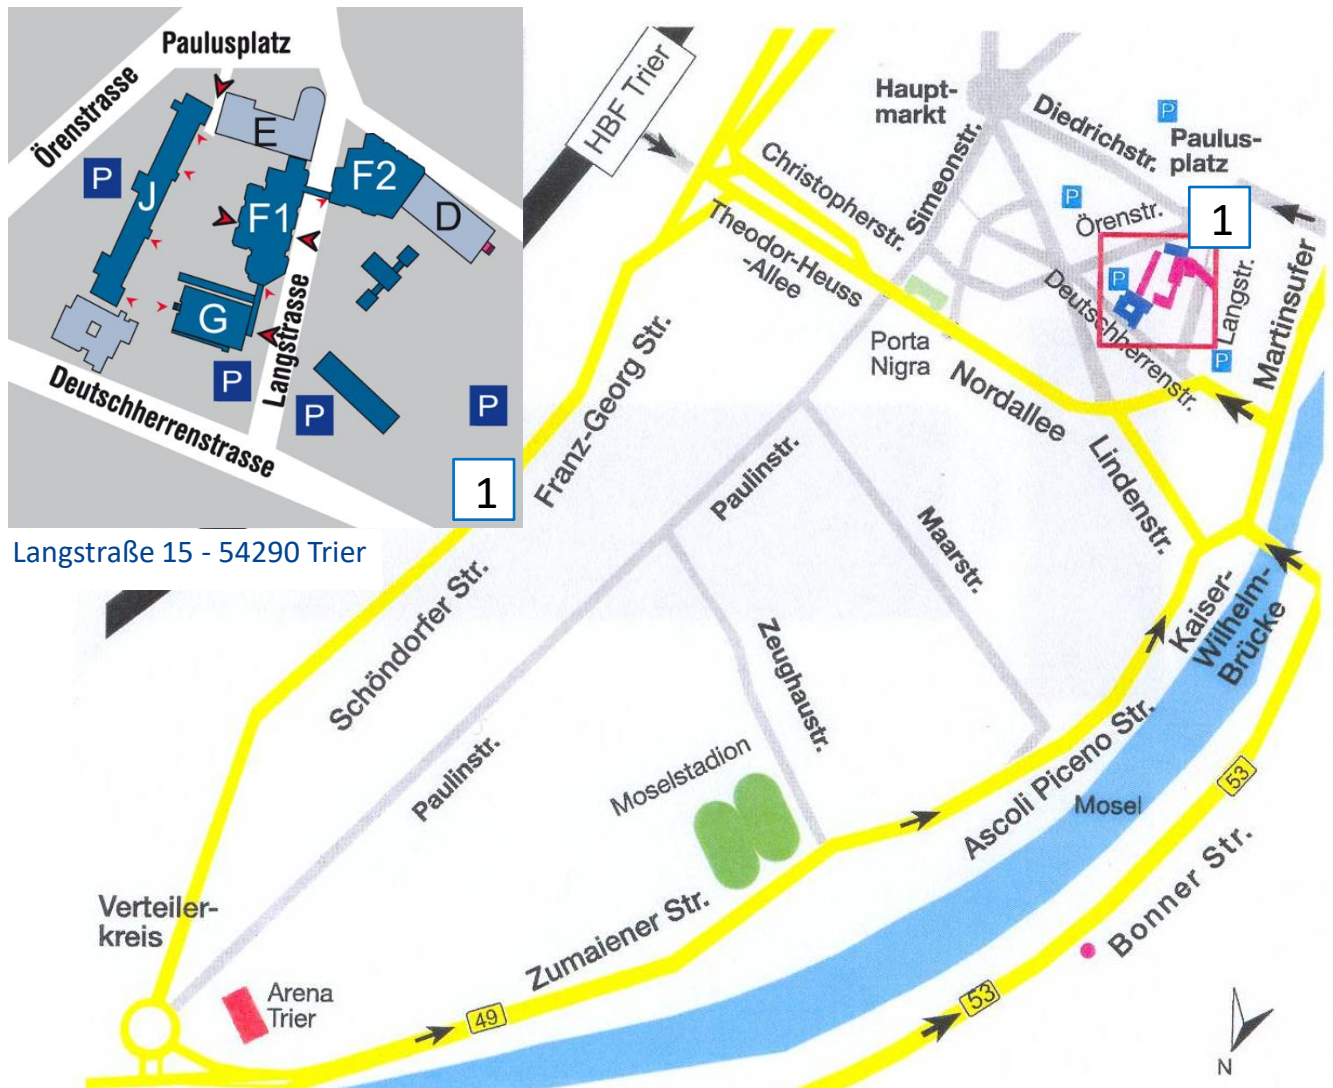 Paulusplatz
Örenstrasse
E
P
J
F2
F1
D
G
P
Langstrasse
P
P
Deutschherrenstrasse
1
Langstraße 15 - 54290 Trier
HBF Trier
Haupt-
markt
Diedrichstr.
P
Paulus-
platz
Christopherstr.
Simeonstr.
P
Örenstr.
1
Theodor-Heuss
-Allee
P
Deutschherrenstr.
Langstr.
P
Martinsufer
Franz-Georg Str.
Porta
Nigra
Nordallee
Lindenstr.
Paulinstr.
Maarstr.
Kaiser-
Wilhelm-
Brücke
Schöndorfer Str.
Zeughaustr.
Paulinstr.
Moselstadion
Ascoli Piceno Str.
Mosel
53
Bonner Str.
Verteiler-
kreis
Zumaiener Str.
Arena
Trier
49
53
N